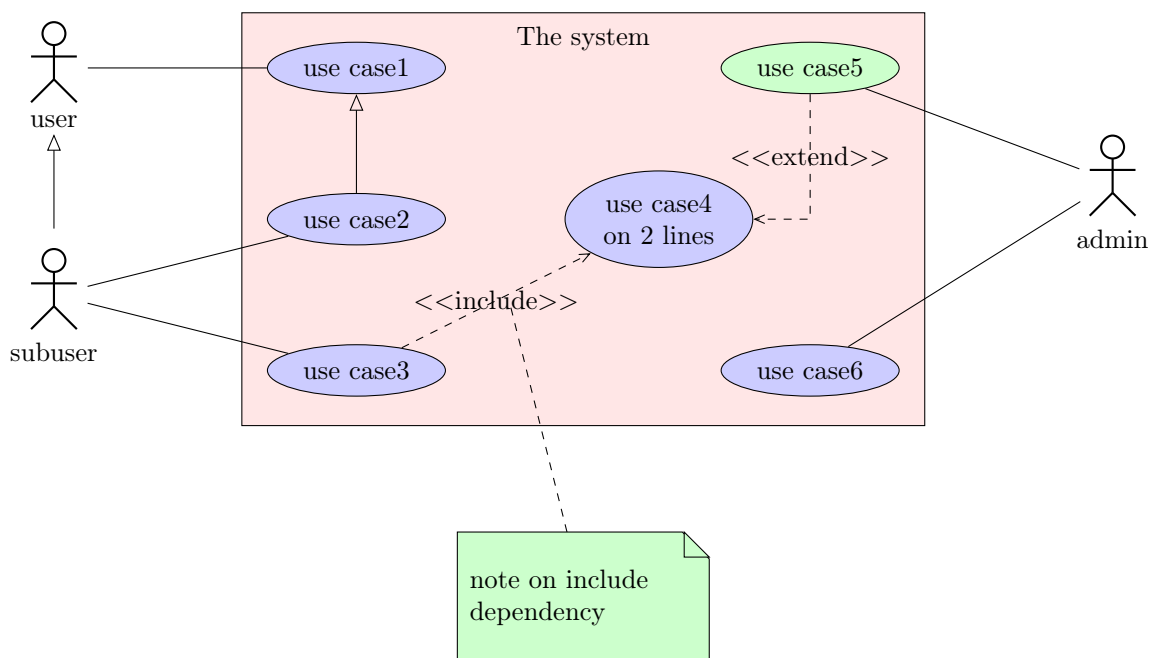 The system
use case1
use case5
user
<<extend>>
use case4
on 2 lines
use case2
admin
<<include>>
subuser
use case3
use case6
note on include
dependency